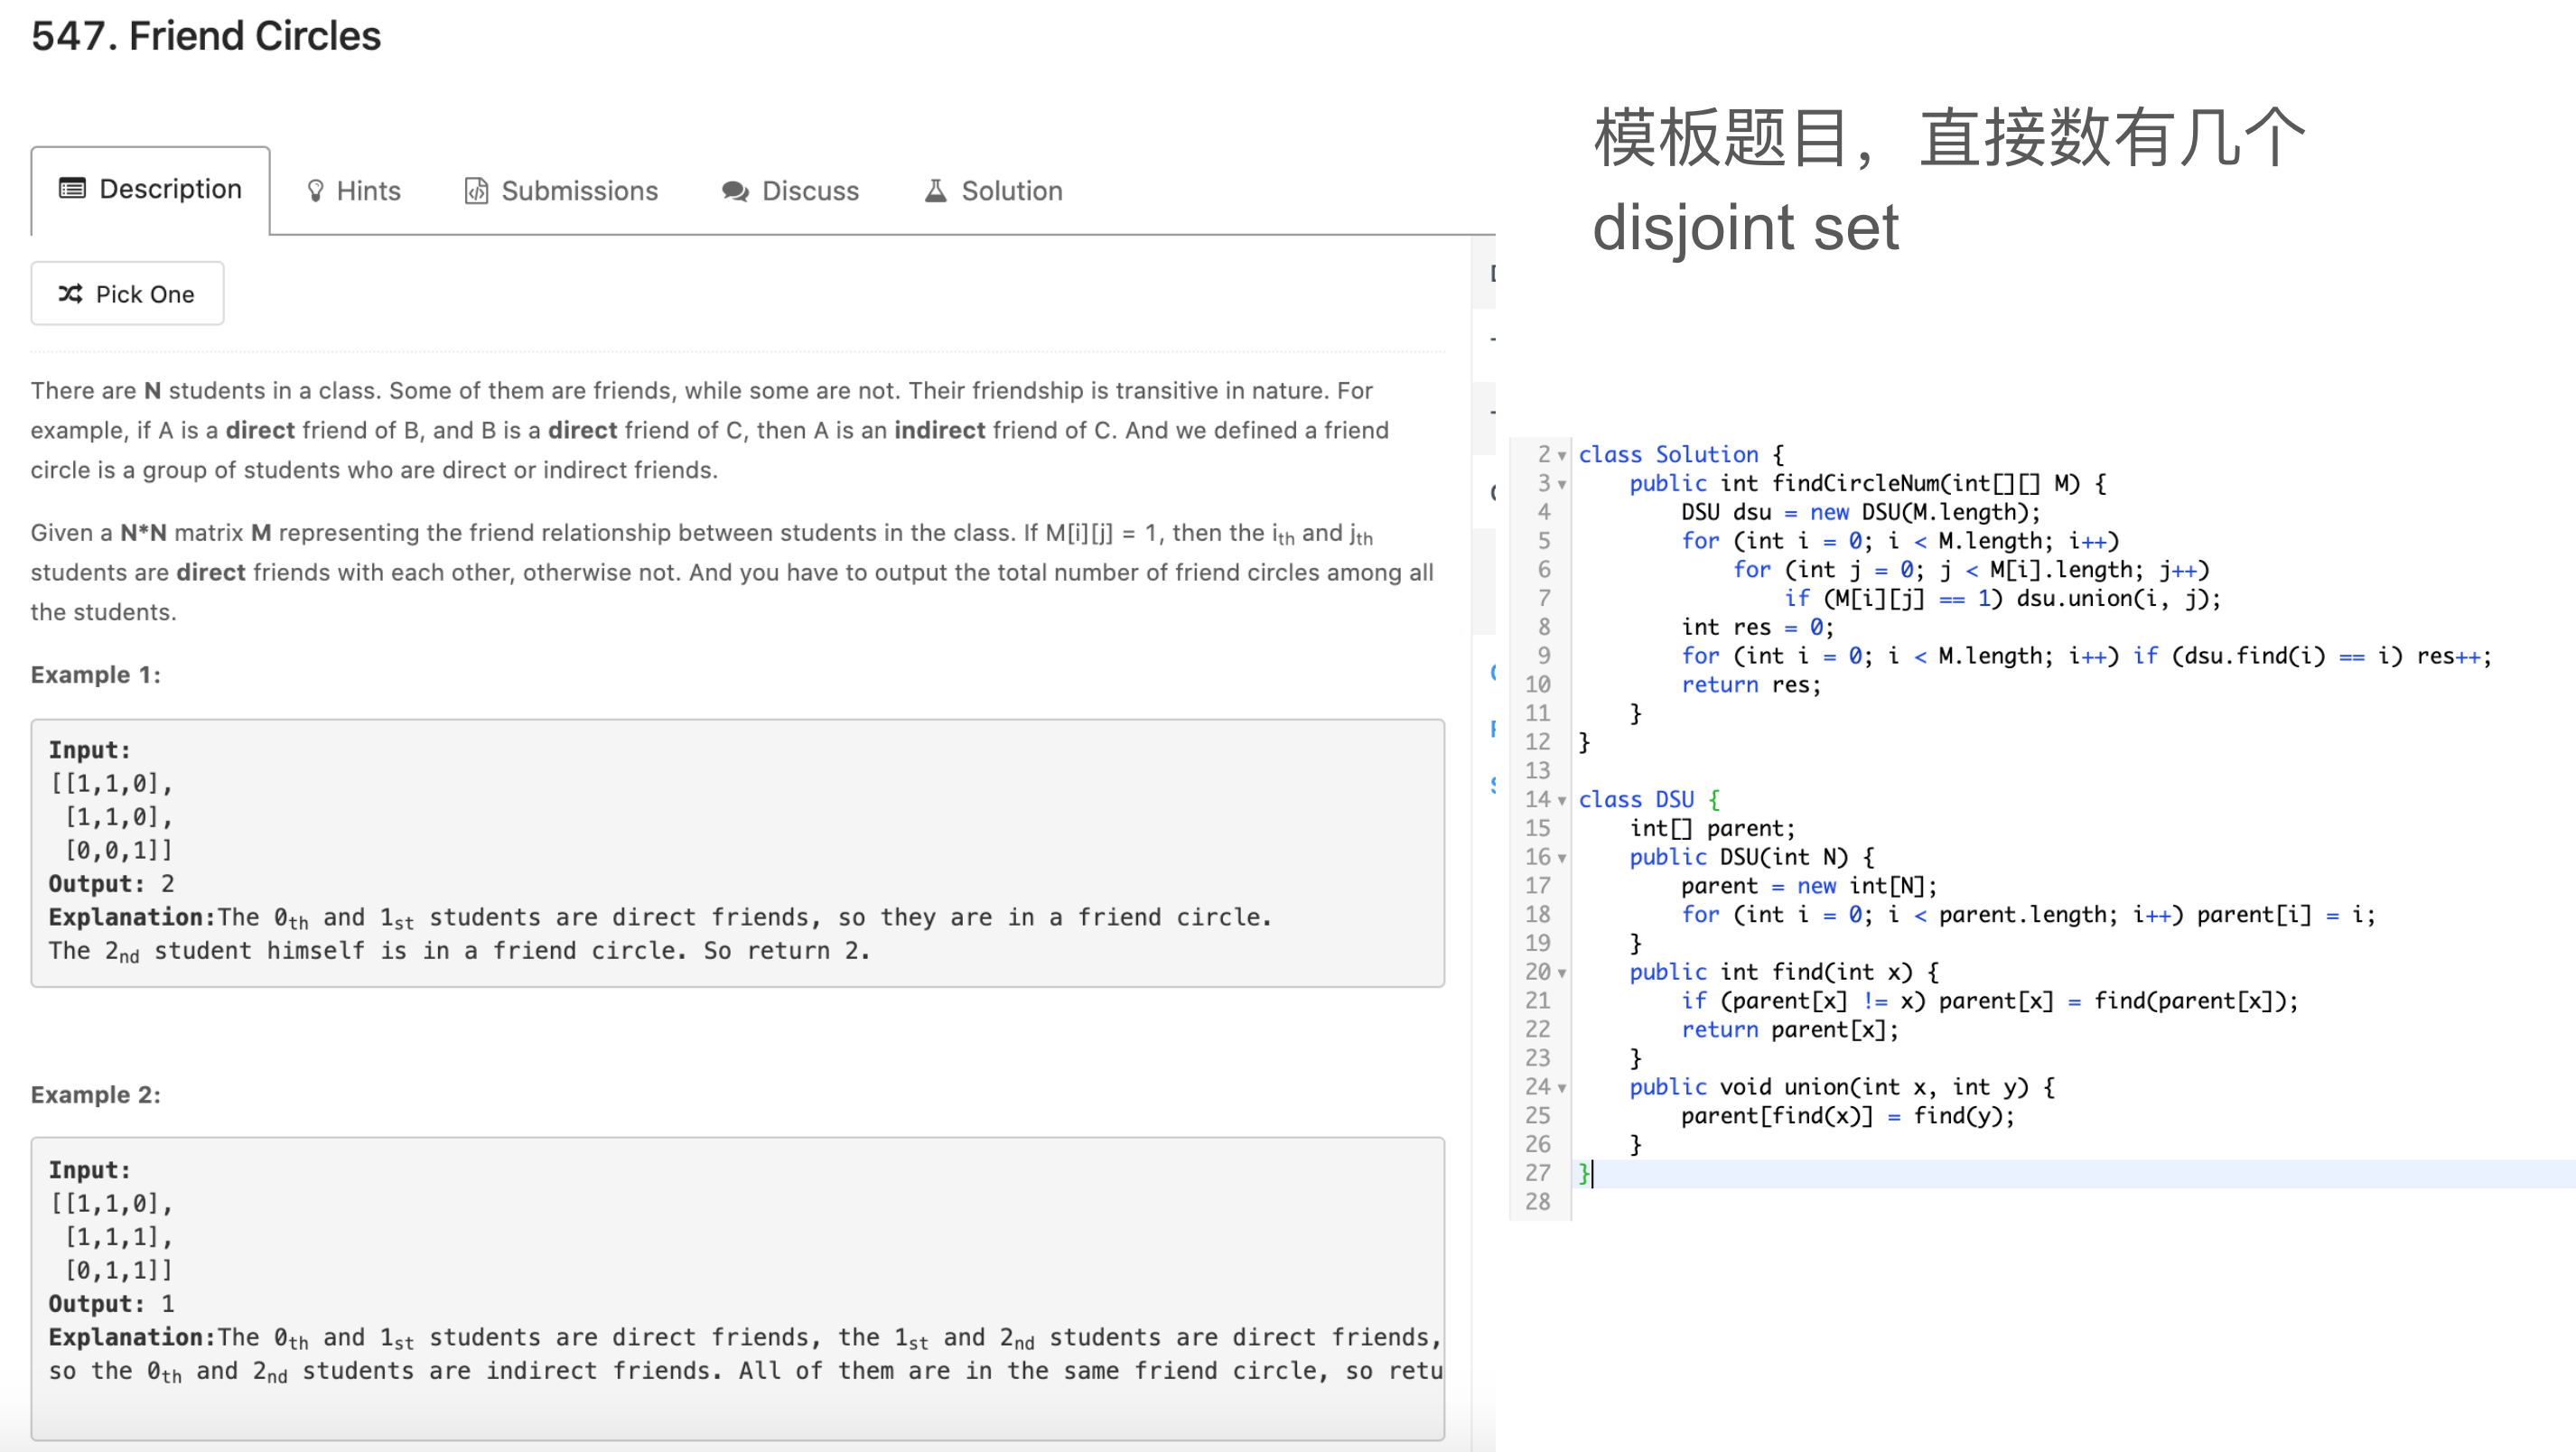 547. Friend Circles
Description
Hints
Submissions
Discuss
Solution
Pick One
There are N students in a class. Some of them are friends, while some are not. Their friendship is transitive in nature. For
example, if A is a direct friend of B, and B is a direct friend of C, then A is an indirect friend of C. And we defined a friend
circle is a group of students who are direct or indirect friends.
Given a N*N matrix M representing the friend relationship between students in the class. If M[i][j] = 1, then the ith and jth
students are direct friends with each other, otherwise not. And you have to output the total number of friend circles among all
the students.
Example 1:
Input:
[[1,1,0],
 [1,1,0],
 [0,0,1]]
Output: 2
Explanation:The 0th and 1st students are direct friends, so they are in a friend circle.
The 2nd student himself is in a friend circle. So return 2.
Example 2:
Input:
[[1,1,0],
 [1,1,1],
 [0,1,1]]
Output: 1
Explanation:The 0th and 1st students are direct friends, the 1st and 2nd students are direct friends,
so the 0th and 2nd students are indirect friends. All of them are in the same friend circle, so retu
模板题目，直接数有几个
disjoint set
2 class Solution {
3     public int findCircleNum(int[][] M) {
4         DSU dsu = new DSU(M.length);
5         for (int i = 0; i < M.length; i++)
6             for (int j = 0; j < M[i].length; j++)
7                 if (M[i][j] == 1) dsu.union(i, j);
8         int res = 0;
9         for (int i = 0; i < M.length; i++) if (dsu.find(i) == i) res++;
10         return res;
11     }
12 }
13
14 class DSU {
15     int[] parent;
16     public DSU(int N) {
17         parent = new int[N];
18         for (int i = 0; i < parent.length; i++) parent[i] = i;
19     }
20     public int find(int x) {
21         if (parent[x] != x) parent[x] = find(parent[x]);
22         return parent[x];
23     }
24     public void union(int x, int y) {
25         parent[find(x)] = find(y);
26     }
27 }
28